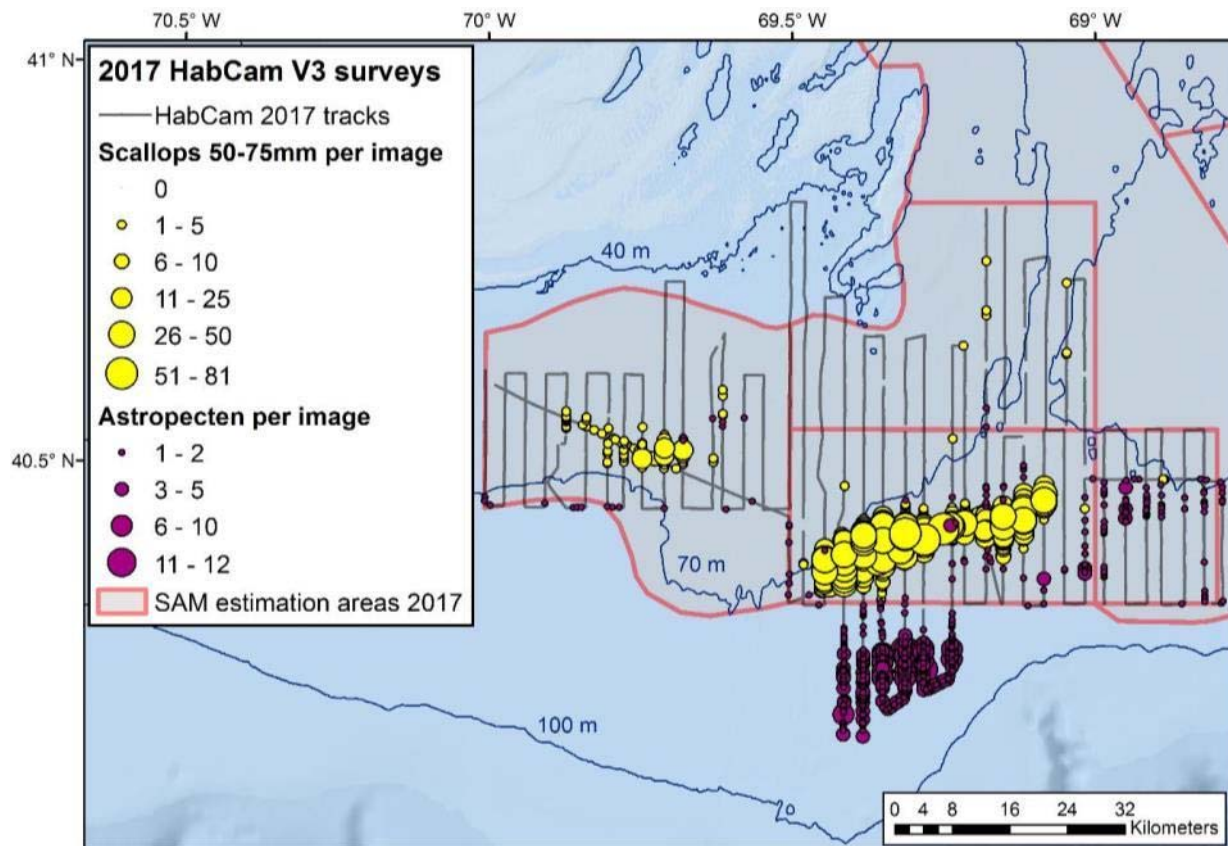 70.5° W
70° W
69.5° W
69° W
41° N
40.5° N
2017 HabCam V3 surveys
HabCam 2017 tracks
Scallops 50-75mm per image
0
1 - 5
6 - 10
11 - 25
26 - 50
51 - 81
Astropecten per image
1 - 2
3 - 5
6 - 10
11 - 12
SAM estimation areas 2017
40 m
70 m
100 m
0 4 8 16 24 32
Kilometers